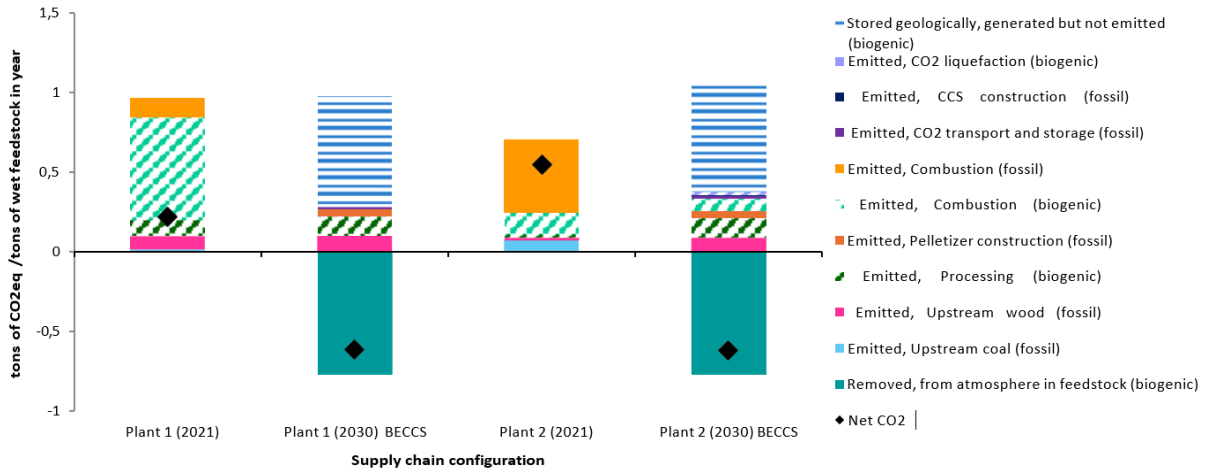 tons of CO2eq /tons of wet feedstock in year
1,5
1
0,5
0
-0,5
-1
Plant 1 (2021)
Plant 1 (2030) BECCS
Plant 2 (2021)
Plant 2 (2030) BECCS
Supply chain configuration
Stored geologically, generated but not emitted
(biogenic)
Emitted, CO2 liquefaction (biogenic)
Emitted, CCS construction (fossil)
Emitted, CO2 transport and storage (fossil)
Emitted, Combustion (fossil)
Emitted, Combustion (biogenic)
Emitted, Pelletizer construction (fossil)
Emitted, Processing (biogenic)
Emitted, Upstream wood (fossil)
Emitted, Upstream coal (fossil)
Removed, from atmosphere in feedstock (biogenic)
Net CO2